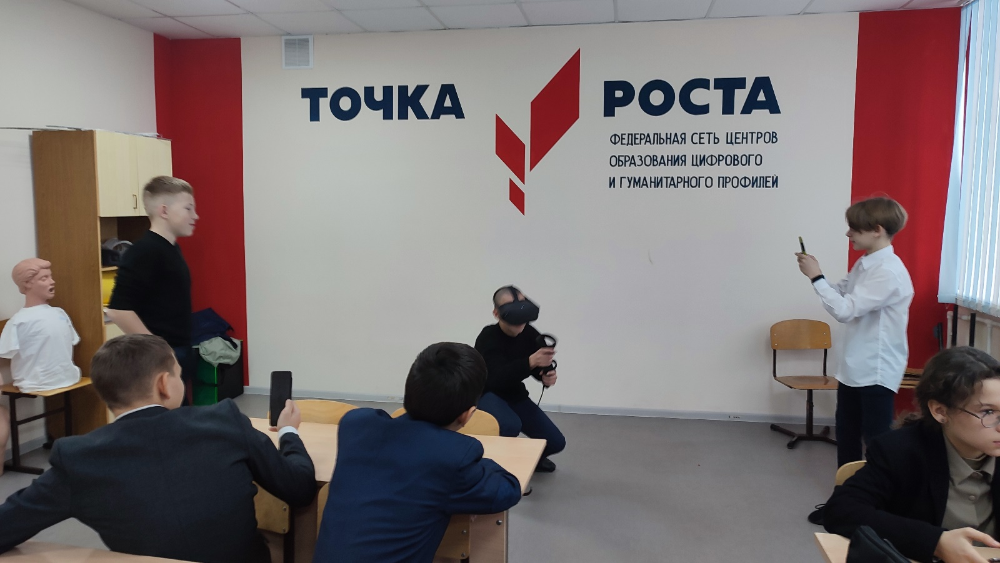 ТОЧКА РОСТА
ФЕДЕРАЛЬНАЯ СЕТЬ ЦЕНТРОВ
ОБРАЗОВАНИЯ ЦИФРОВОГО
И ГУМАНИТАРНОГО ПРОФИЛЕЙ